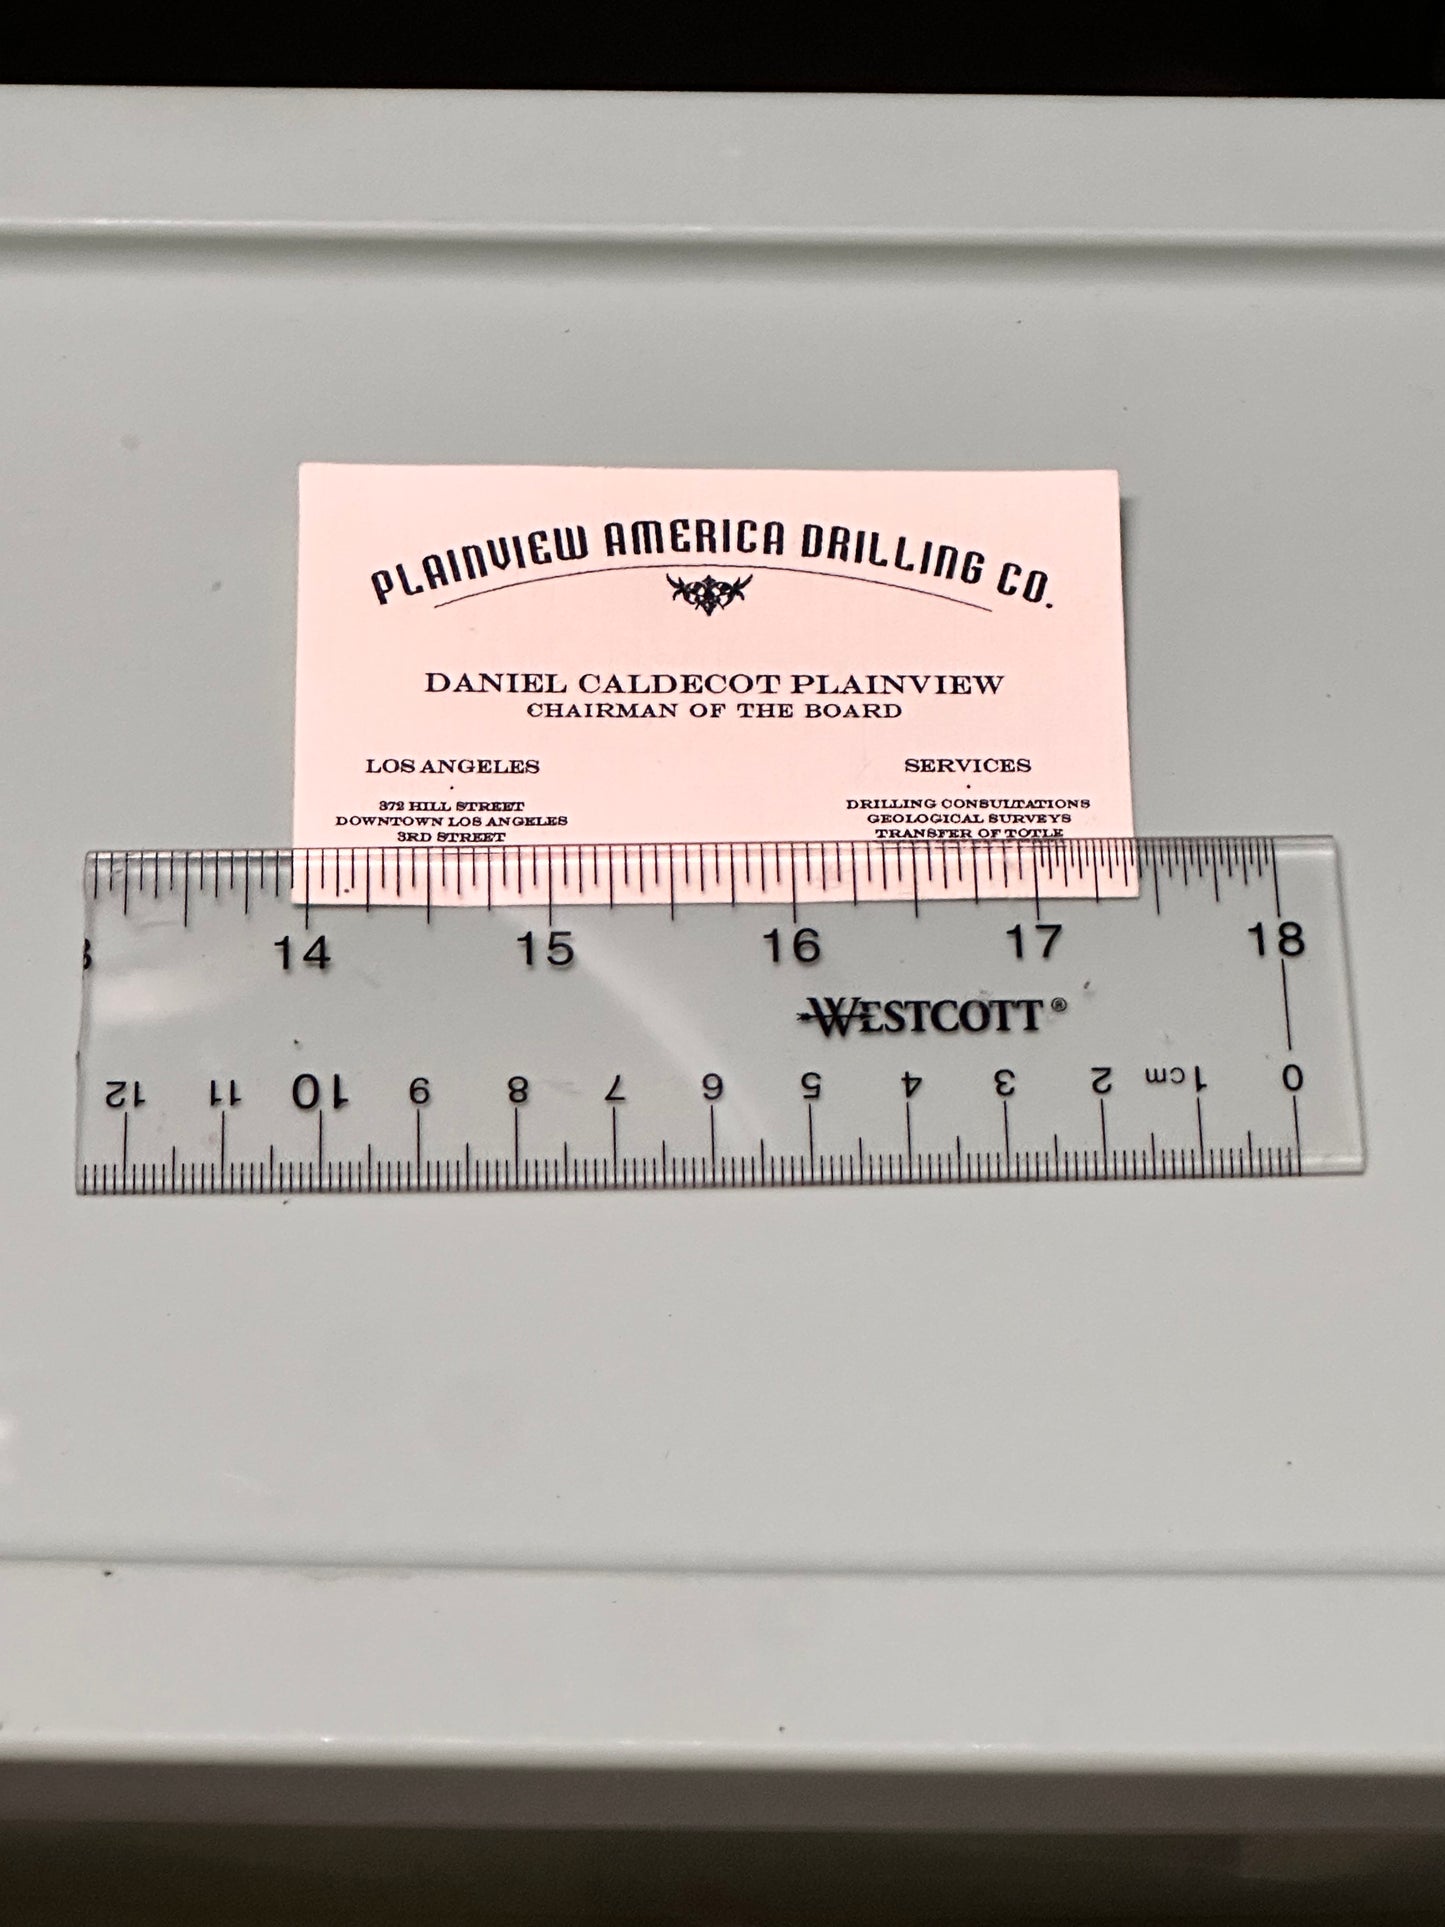 PLAINVIEW AMERICA DRILLING CO.
DANIEL CALDECOT PLAINVIEW
CHAIRMAN OF THE BOARD
LOS ANGELES
372 HILL STREET
DOWNTOWN LOS ANGELES
3RD STREET
SERVICES
DRILLING CONSULTATIONS
GEOLOGICAL SURVEYS
TRANSFER OF TOTLE
14 15 16 17 18
WESTCOTT®
12 11 10 9 8 7 6 5 4 3 2 1cm 0